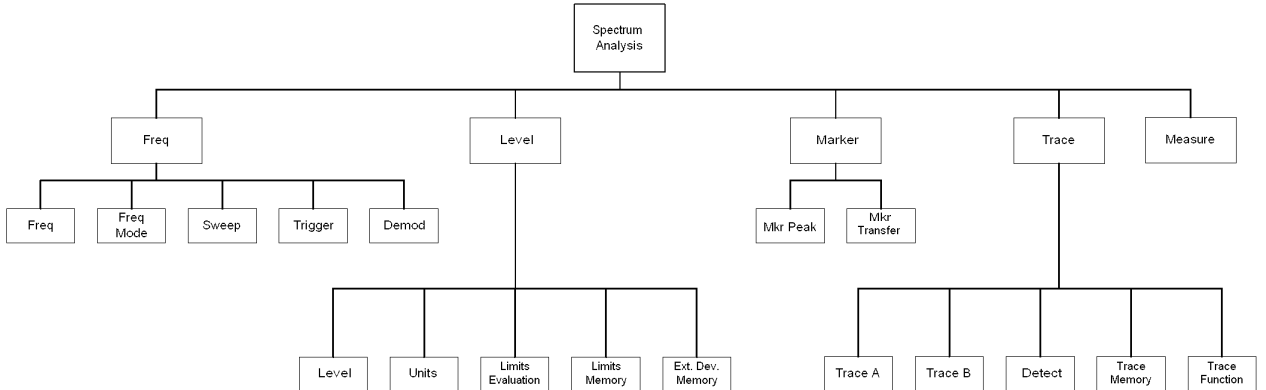 Spectrum
Analysis
Freq
Level
Marker
Trace
Measure
Freq
Freq
Mode
Sweep
Trigger
Demod
Mkr Peak
Mkr
Transfer
Level
Units
Limits
Evaluation
Limits
Memory
Ext. Dev.
Memory
Trace A
Trace B
Detect
Trace
Memory
Trace
Function